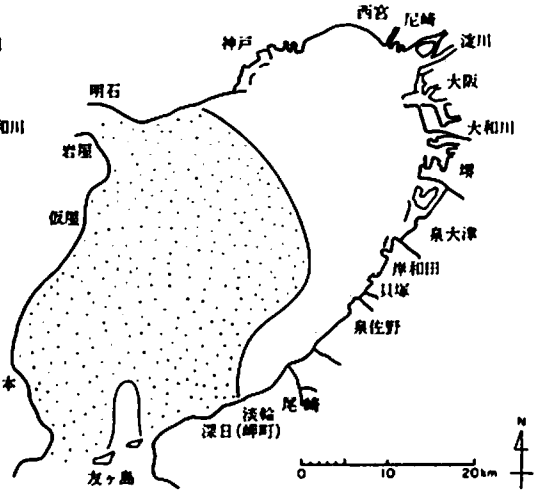 西宮
尼崎
神戸
淀川
明石
大阪
和川
大和川
岩屋
堺
仮屋
泉大津
岸和田
貝塚
泉佐野
本
淡輪
尾崎
深日(岬町)
友ヶ島
N
0 10 20km